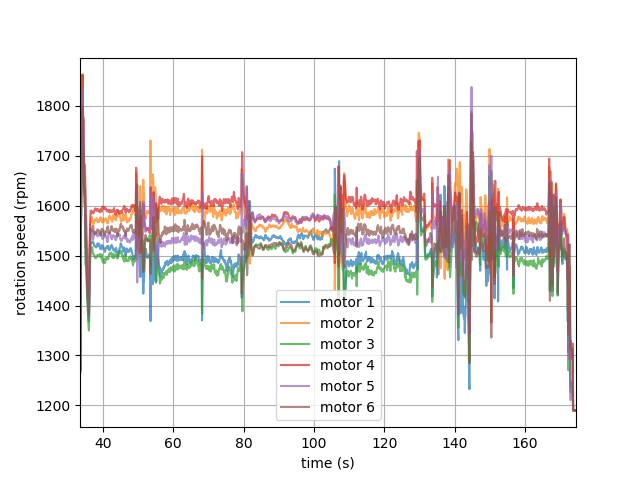 1800
1700
1600
1500
1400
1300
1200
rotation speed (rpm)
motor 1
motor 2
motor 3
motor 4
motor 5
motor 6
40 60 80 100 120 140 160
time (s)